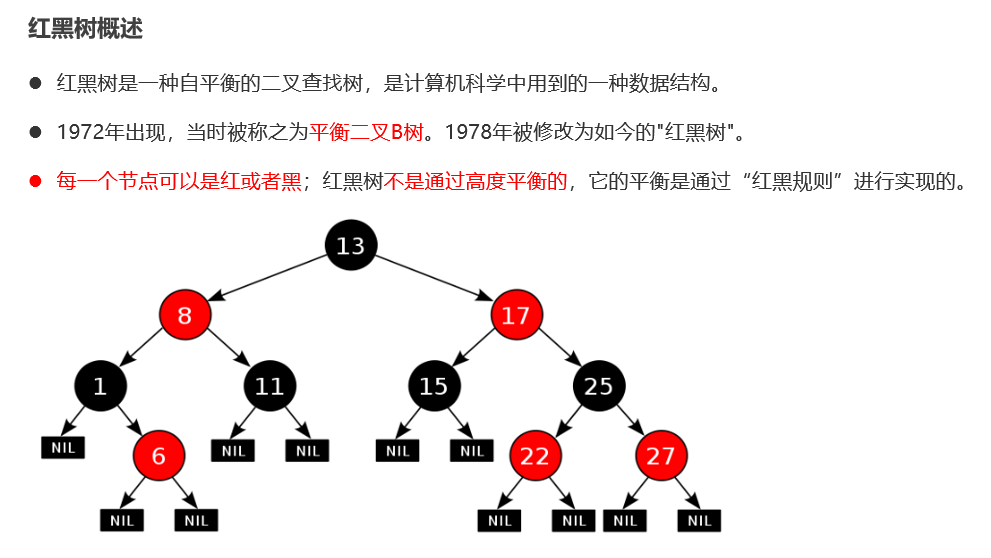 红黑树概述
● 红黑树是一种自平衡的二叉查找树，是计算机科学中用到的一种数据结构。
● 1972年出现，当时被称之为平衡二叉B树。1978年被修改为如今的"红黑树"。
● 每一个节点可以是红或者黑；红黑树不是通过高度平衡的，它的平衡是通过“红黑规则”进行实现的。
13
8 17
1 11 15 25
NIL 6 NIL NIL NIL NIL 22 27
NIL NIL NIL NIL NIL NIL